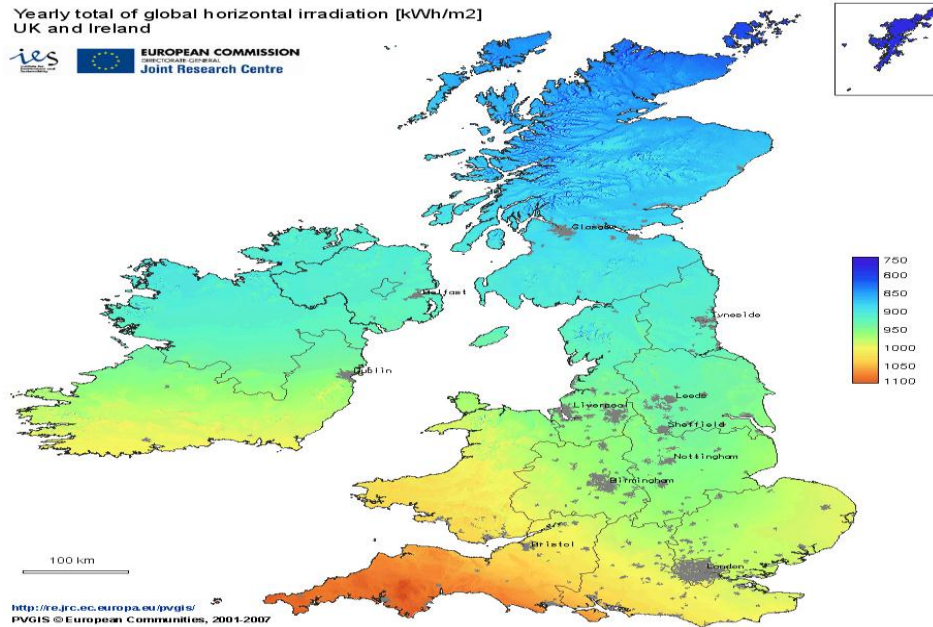 Yearly total of global horizontal irradiation [kWh/m2]
UK and Ireland
ies
EUROPEAN COMMISSION
DIRECTORATE-GENERAL
Joint Research Centre
Glasgow
Belfast
Tyneside
750
800
850
900
950
1000
1050
1100
Dublin
Leeds
Liverpool
Sheffield
Nottingham
Birmingham
Bristol
London
100 km
http://re.jrc.ec.europa.eu/pvgis/
PVGIS © European Communities, 2001-2007